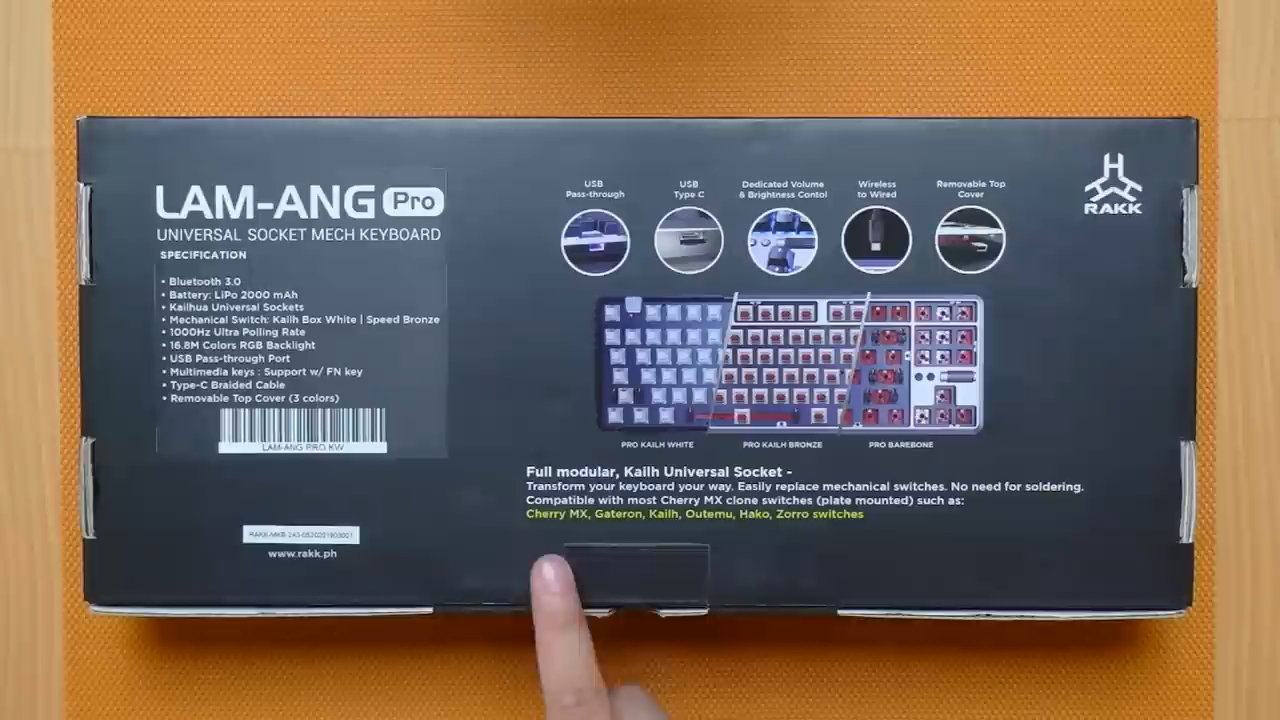 LAM-ANG Pro
UNIVERSAL SOCKET MECH KEYBOARD
SPECIFICATION
• Bluetooth 3.0
• Battery: LiPo 2000 mAh
• Kailhua Universal Sockets
• Mechanical Switch: Kailh Box White | Speed Bronze
• 1000Hz Ultra Polling Rate
• 16.8M Colors RGB Backlight
• USB Pass-through Port
• Multimedia keys : Support w/ FN key
• Type-C Braided Cable
• Removable Top Cover (3 colors)
LAM-ANG PRO KW
www.rakk.ph
USB
Pass-through
USB
Type C
Dedicated Volume
& Brightness Contol
Wireless
to Wired
Removable Top
Cover
RAKK
PRO KAILH WHITE
PRO KAILH BRONZE
PRO BAREBONE
Full modular, Kailh Universal Socket -
Transform your keyboard your way. Easily replace mechanical switches. No need for soldering.
Compatible with most Cherry MX clone switches (plate mounted) such as:
Cherry MX, Gateron, Kailh, Outemu, Hako, Zorro switches